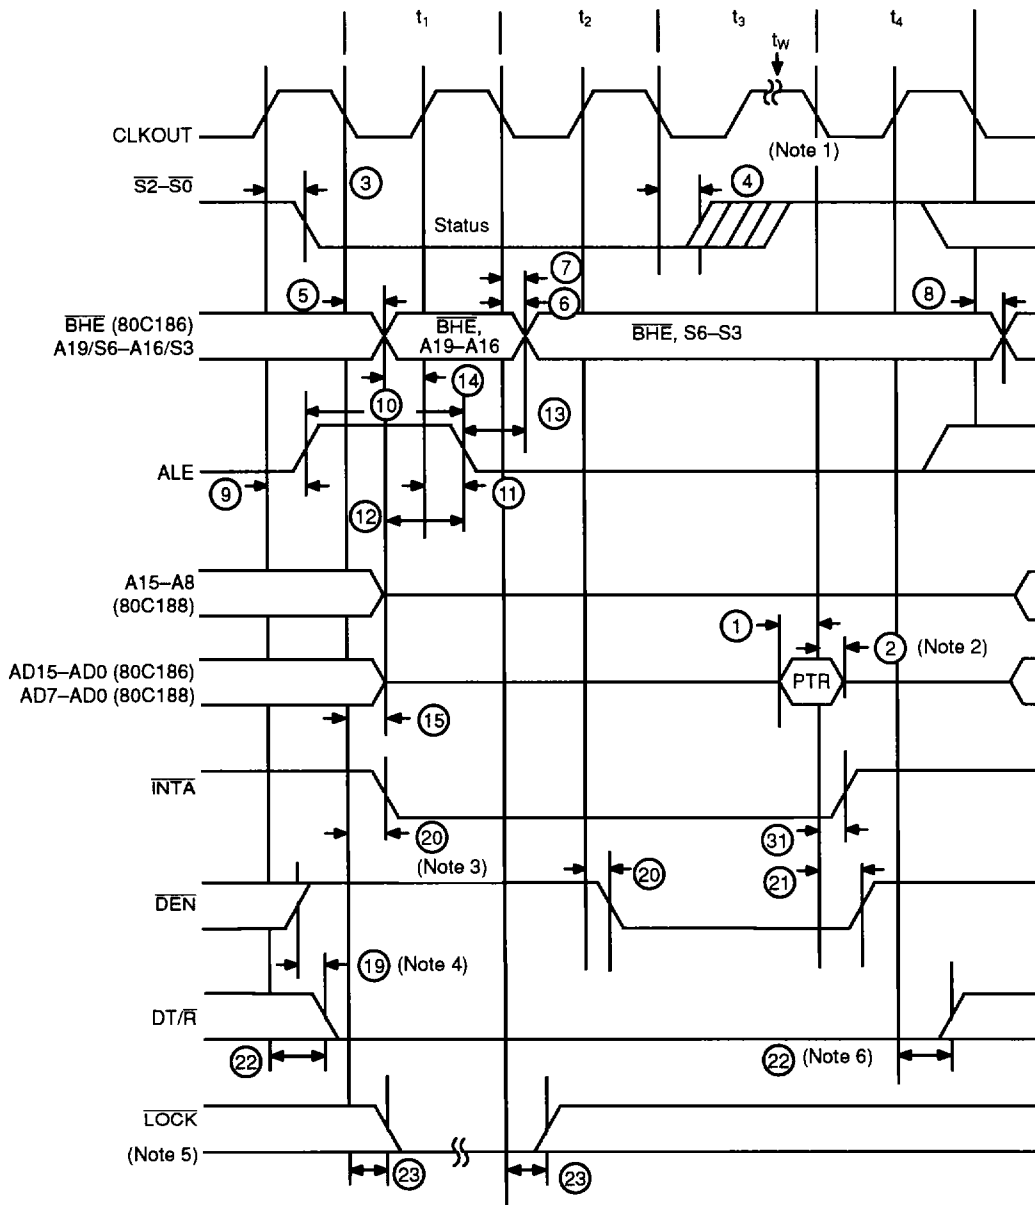 t1 t2 t3 t4
tW
CLKOUT
(Note 1)
S2–S0
3
4
Status
7
5
6
8
BHE (80C186)
A19/S6–A16/S3
BHE,
A19–A16
BHE, S6–S3
14
10
13
ALE
9
11
12
A15–A8
(80C188)
1
2 (Note 2)
AD15–AD0 (80C186)
AD7–AD0 (80C188)
PTR
15
INTA
20
(Note 3)
31
20
21
DEN
19 (Note 4)
DT/R
22
22 (Note 6)
LOCK
(Note 5)
23
23